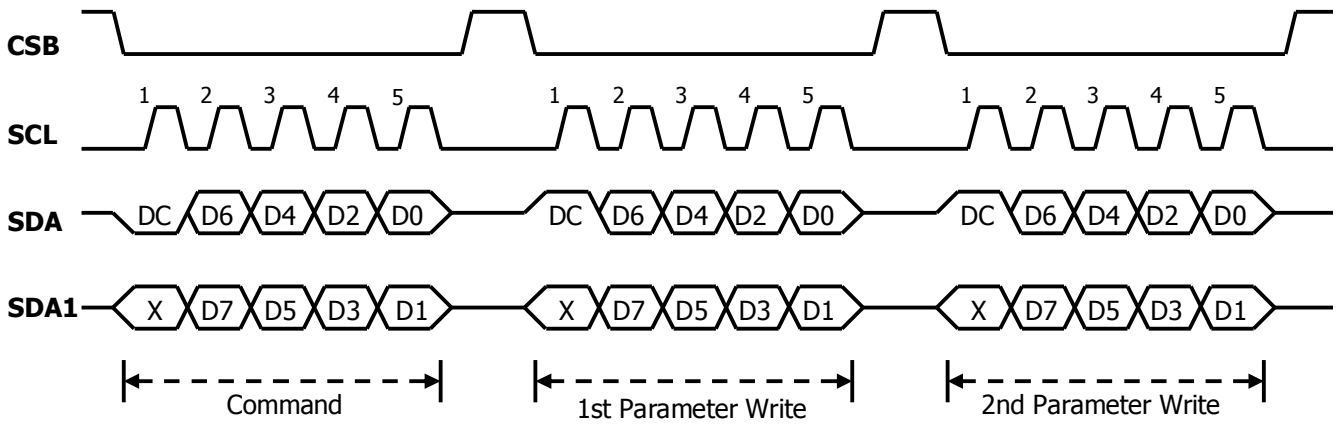 CSB
1 2 3 4 5 1 2 3 4 5 1 2 3 4 5
SCL
SDA DC D6 D4 D2 D0 DC D6 D4 D2 D0 DC D6 D4 D2 D0
SDA1 X D7 D5 D3 D1 X D7 D5 D3 D1 X D7 D5 D3 D1
Command 1st Parameter Write 2nd Parameter Write